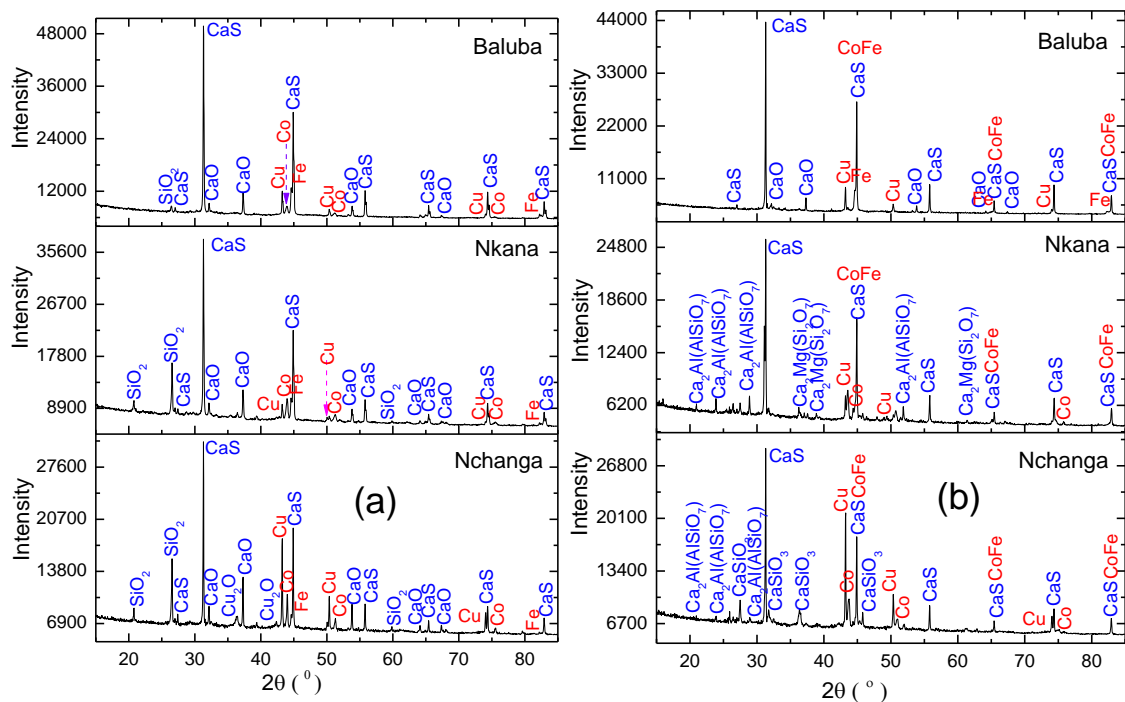 Baluba
Intensity
48000
36000
24000
12000
CaS
SiO2
CaS
CaO
CaO
Cu
Co
Fe
CaS
Cu
Co
CaO
CaS
CaS
CaO
Cu
CaS
Co
Fe
CaS
Nkana
Intensity
35600
26700
17800
8900
CaS
SiO2
SiO2
CaS
CaO
CaO
Cu
Co
Fe
CaS
Cu
Co
CaO
CaS
SiO2
CaO
CaS
CaO
Cu
CaS
Co
Fe
CaS
Nchanga
Intensity
27600
20700
13800
6900
CaS
(a)
SiO2
SiO2
CaS
CaO
Cu2O
CaO
Cu2O
Cu
Co
Fe
CaS
Cu
Co
CaO
CaS
SiO2
CaO
CaS
CaO
Cu
CaS
Co
Fe
CaS
20 30 40 50 60 70 80
2θ ( 0)
Baluba
Intensity
44000
33000
22000
11000
CaS
CaS
CaO
CaO
Cu
CFe
CoFe
CaS
Cu
CaO
CaS
CaO
Fe
CaS CoFe
CaO
Cu
CaS
Fe
CaS CoFe
Nkana
Intensity
24800
18600
12400
6200
CaS
Ca2Al(AlSiO7)
Ca2Al(AlSiO7)
Ca2Al(AlSiO7)
Ca2Mg(Si2O7)
Ca2Mg(Si2O7)
Cu
Co
CoFe
CaS
Cu
Ca2Al(AlSiO7)
CaS
Ca2Mg(Si2O7)
CaS CoFe
CaS
Co
CaS CoFe
Nchanga
Intensity
26800
20100
13400
6700
CaS
(b)
Ca2Al(AlSiO7)
Ca2Al(AlSiO7)
CaSiO3
Ca2Al(AlSiO7)
CaSiO3
CaSiO3
Cu
Co
CaS CoFe
CaSiO3
Cu
Co
CaS
CaS CoFe
Cu
CaS
Co
CaS CoFe
20 30 40 50 60 70 80
2θ ( o)